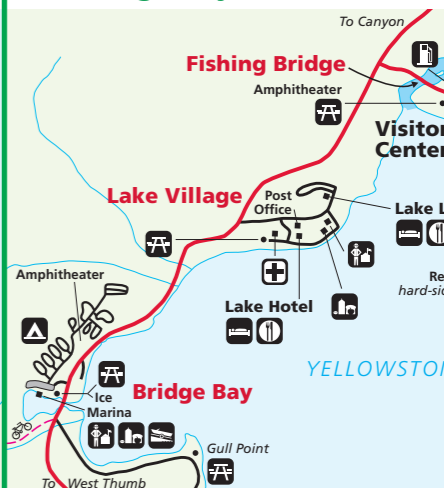 To Canyon
Fishing Bridge
Amphitheater
Visitor
Center
Lake Village
Post
Office
Lake L
Re
hard-sid
Amphitheater
Lake Hotel
YELLOWSTON
Ice
Bridge Bay
Marina
Gull Point
To West Thumb